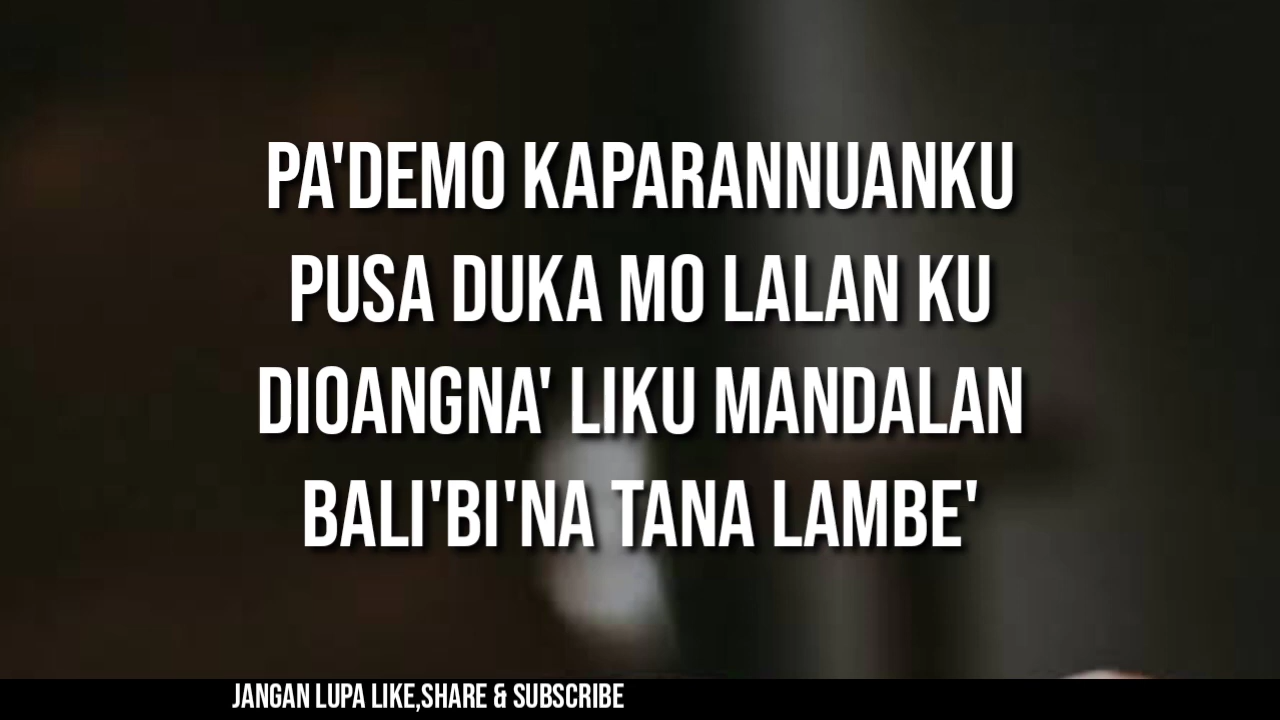 PA'DEMO KAPARANNUANKU
PUSA DUKA MO LALAN KU
DIOANGNA' LIKU MANDALAN
BALI'BI'NA TANA LAMBE'
JANGAN LUPA LIKE,SHARE & SUBSCRIBE